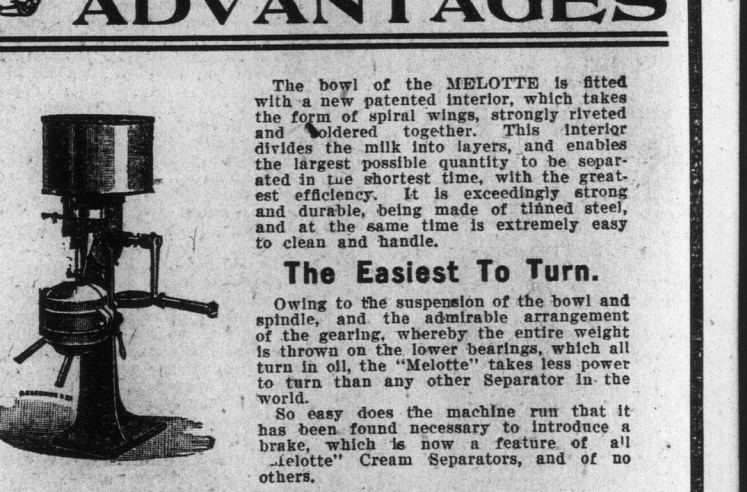 ADVANTAGES
The bowl of the MELOTTE is fitted
with a new patented interior, which takes
the form of spiral wings, strongly riveted
and soldered together. This interior
divides the milk into layers, and enables
the largest possible quantity to be separ-
ated in the shortest time, with the great-
est efficiency. It is exceedingly strong
and durable, being made of tinned steel,
and at the same time is extremely easy
to clean and handle.
The Easiest To Turn.
Owing to the suspension of the bowl and
spindle, and the admirable arrangement
of the gearing, whereby the entire weight
is thrown on the lower bearings, which all
turn in oil, the "Melotte" takes less power
to turn than any other Separator in the
world.
So easy does the machine run that it
has been found necessary to introduce a
brake, which is now a feature of all
"Melotte" Cream Separators, and of no
others.